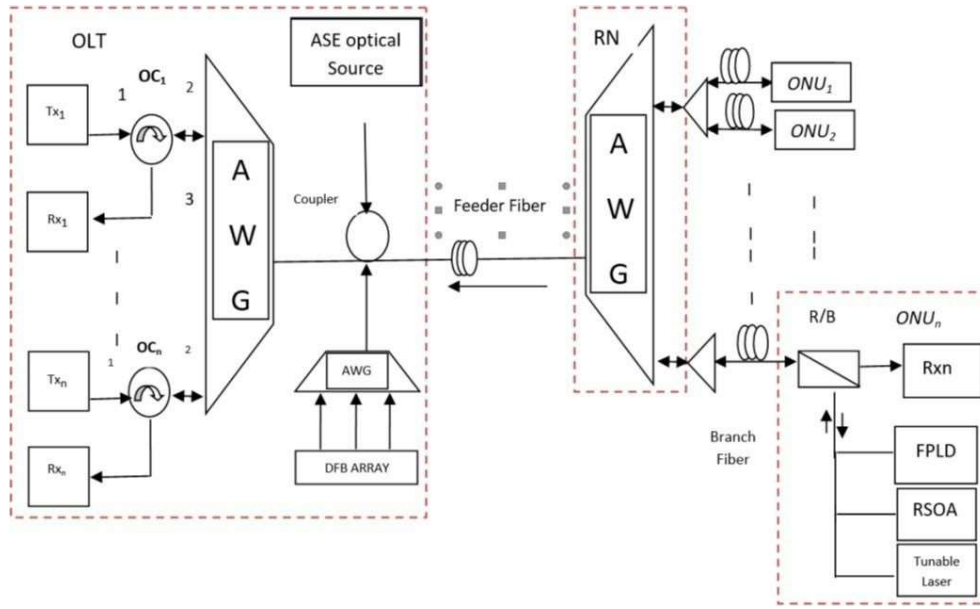 OLT
ASE optical
Source
RN
OC₁
1
2
Tx₁
ONU₁
ONU₂
A
W
G
3
Rx₁
Coupler
Feeder Fiber
A
W
G
R/B
ONUₙ
OCₙ
1
2
Txₙ
AWG
Rxn
Rxₙ
DFB ARRAY
Branch
Fiber
FPLD
RSOA
Tunable
Laser